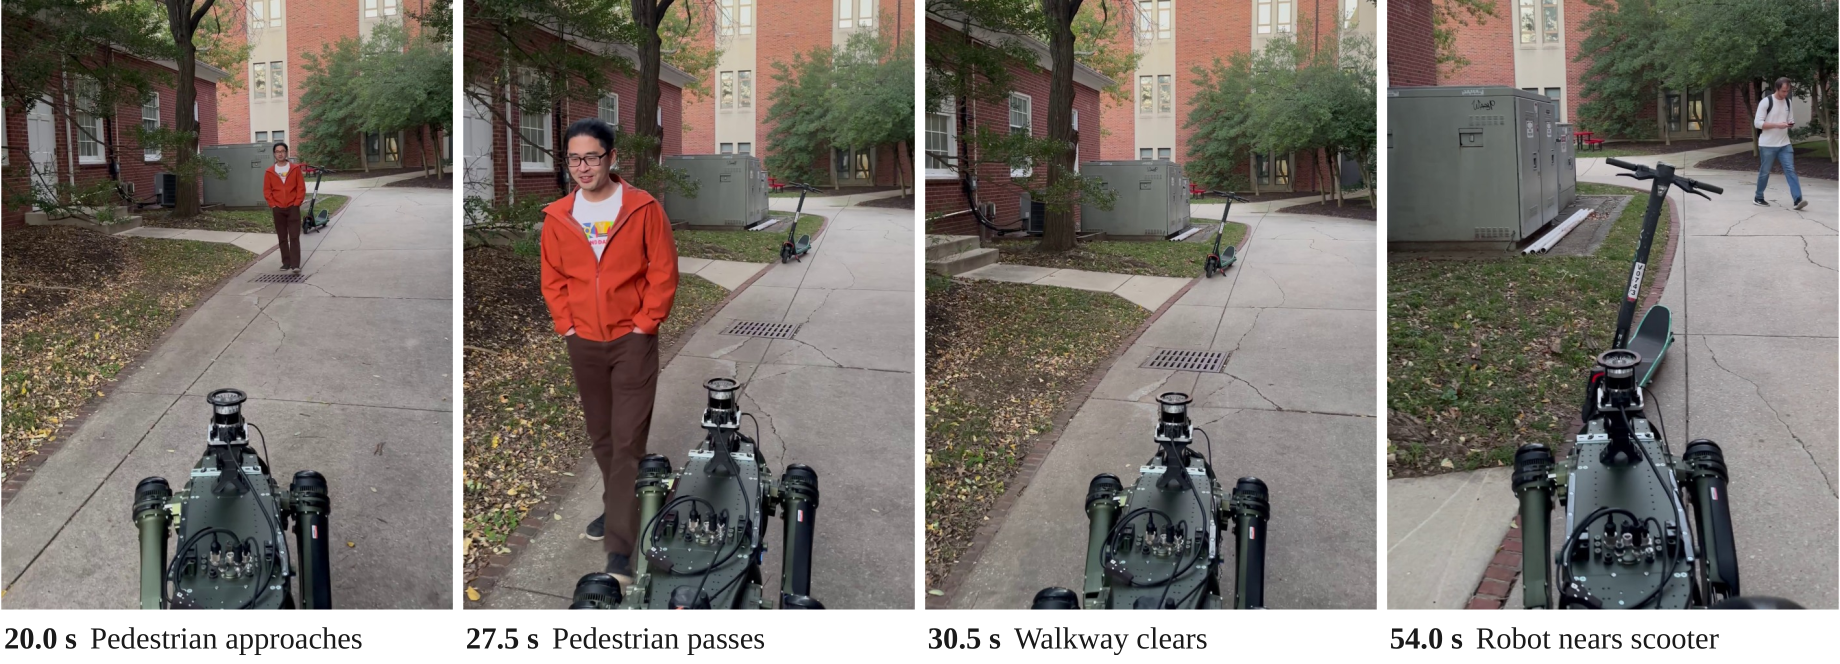 20.0 s Pedestrian approaches
27.5 s Pedestrian passes
30.5 s Walkway clears
54.0 s Robot nears scooter